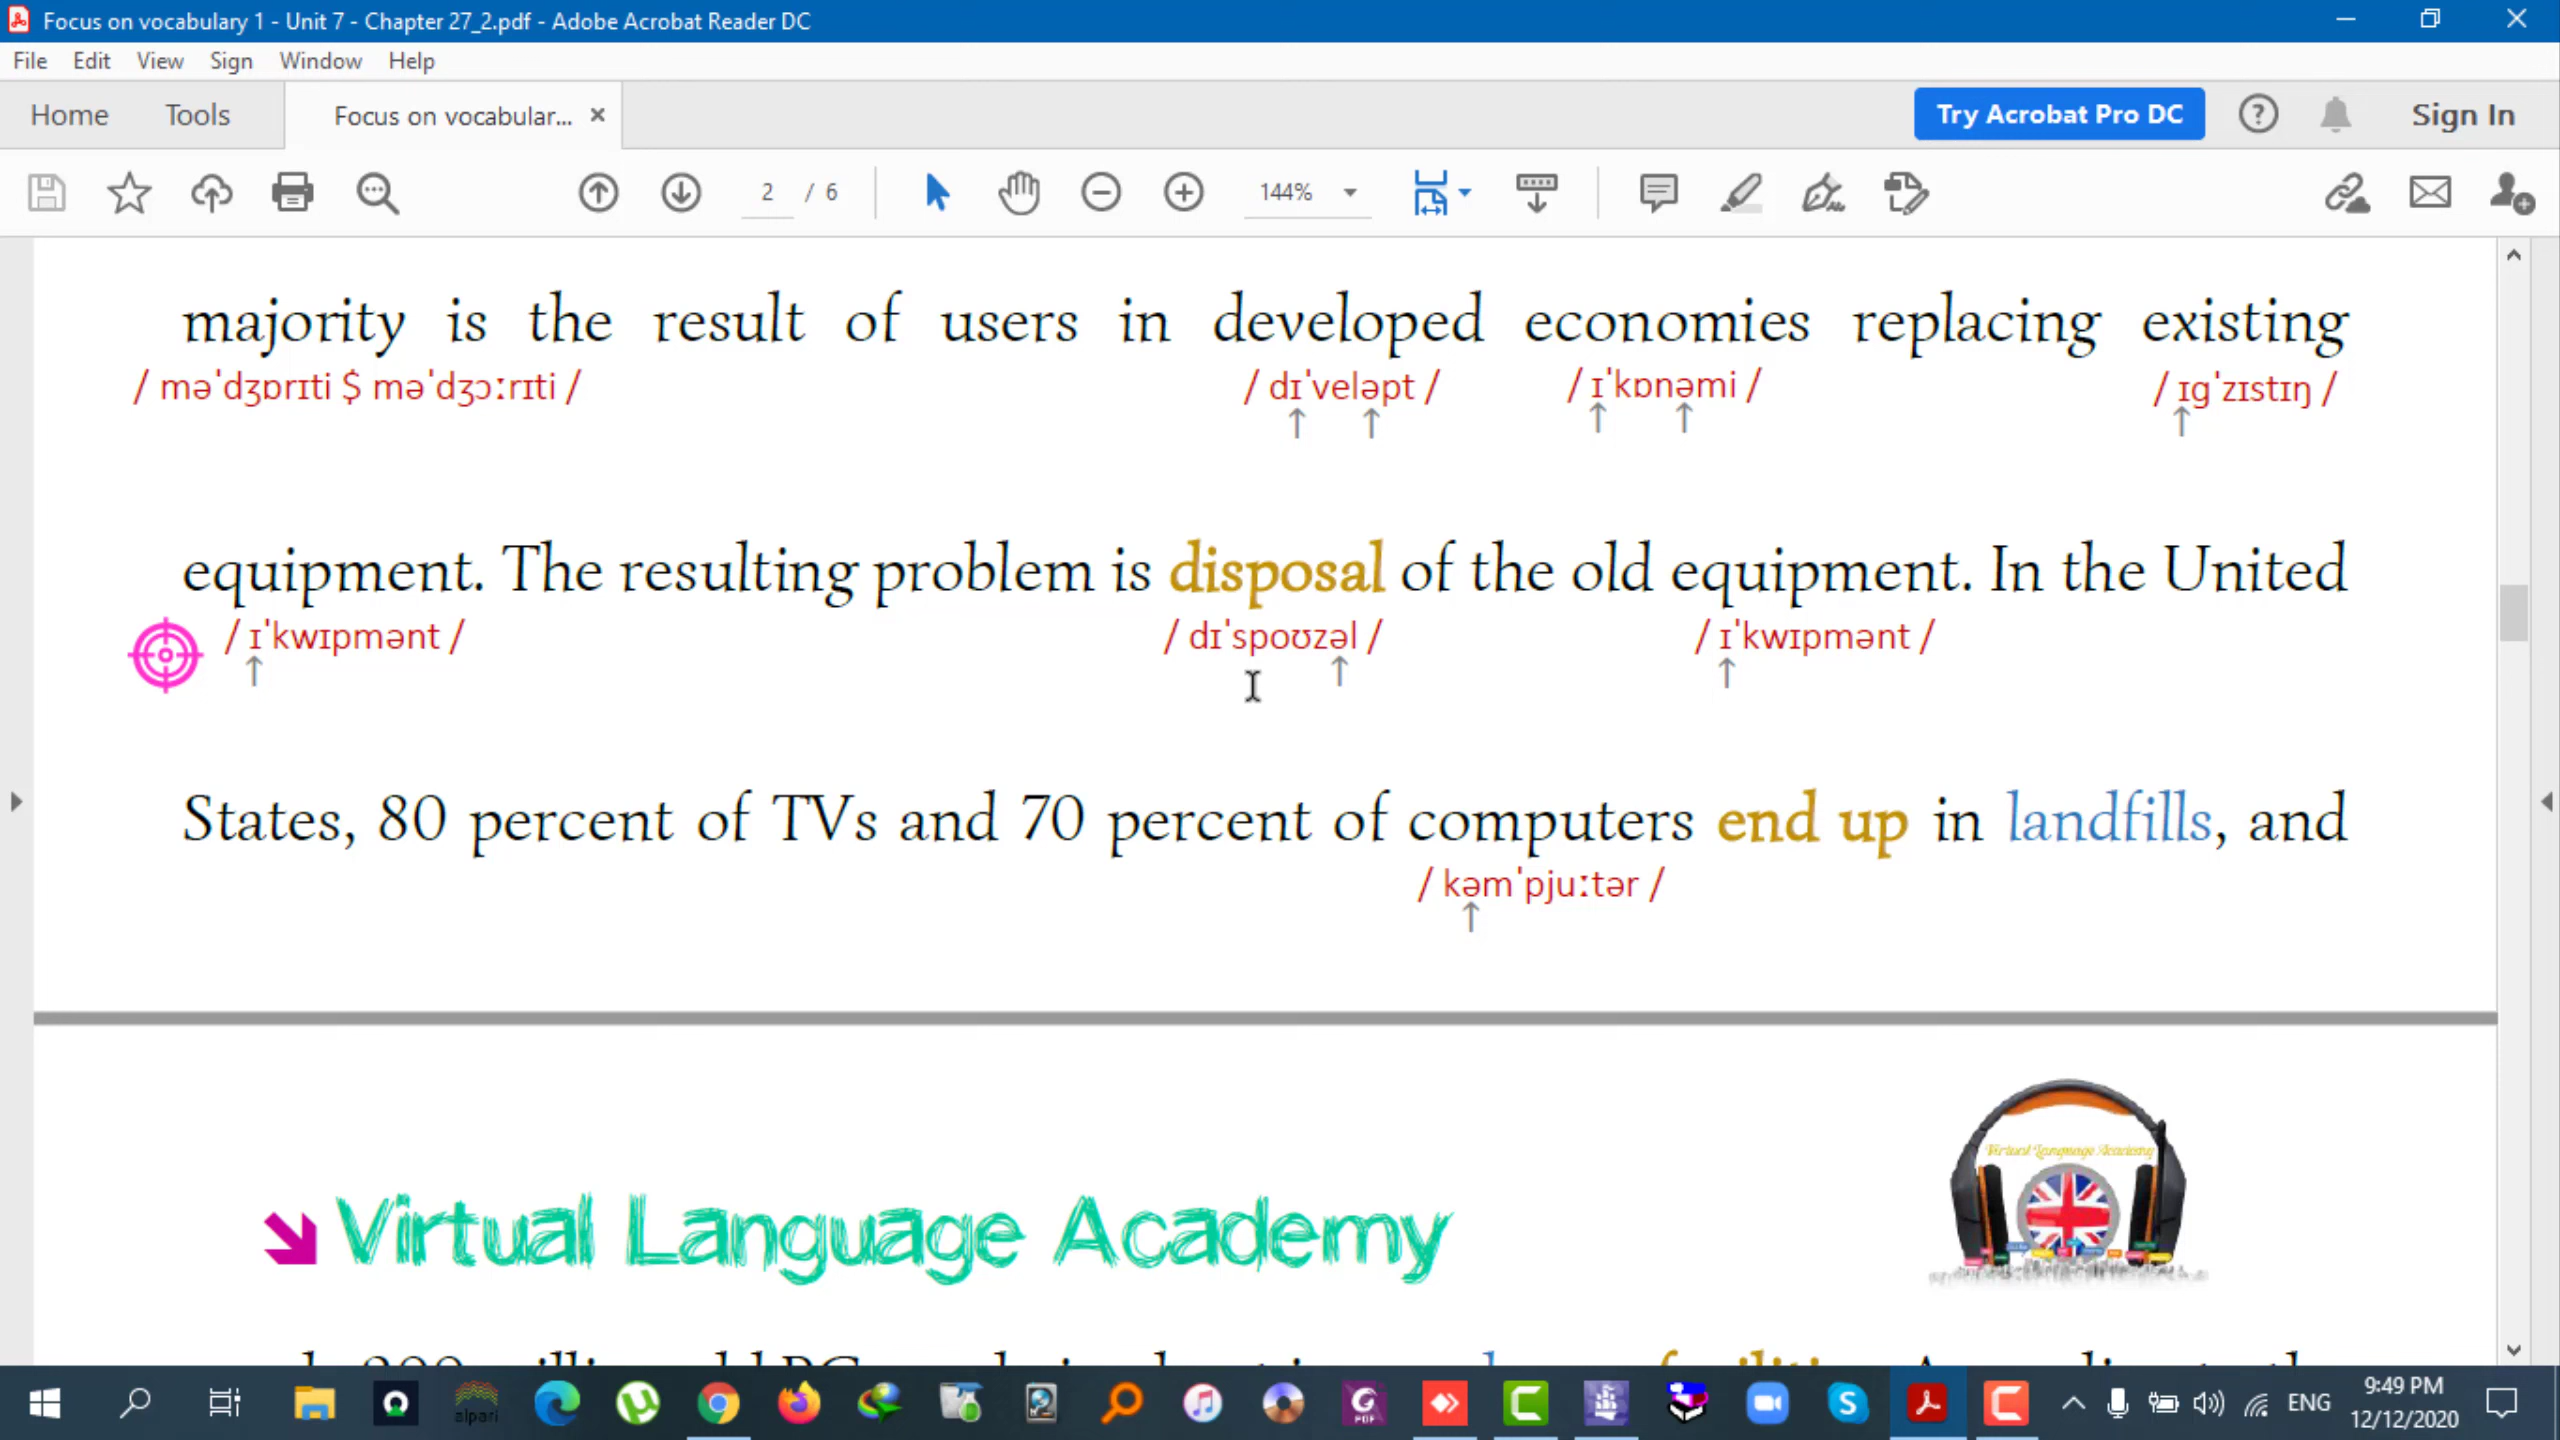 Focus on vocabulary 1 - Unit 7 - Chapter 27_2.pdf - Adobe Acrobat Reader DC
File Edit View Sign Window Help
Home Tools Focus on vocabular... × Try Acrobat Pro DC Sign In
2 / 6 144%
majority is the result of users in developed economies replacing existing
/ məˈdʒɒrɪti $ məˈdʒɔːrɪti / / dɪˈveləpt / / ɪˈkɒnəmi / / ɪgˈzɪstɪŋ /
↑ ↑ ↑ ↑ ↑
equipment. The resulting problem is disposal of the old equipment. In the United
/ ɪˈkwɪpmənt / / dɪˈspoʊzəl / / ɪˈkwɪpmənt /
↑ ↑ ↑
States, 80 percent of TVs and 70 percent of computers end up in landfills, and
/ kəmˈpjuːtər /
↑
Virtual Language Academy
Virtual Language Academy
alpari
ENG
9:49 PM
12/12/2020